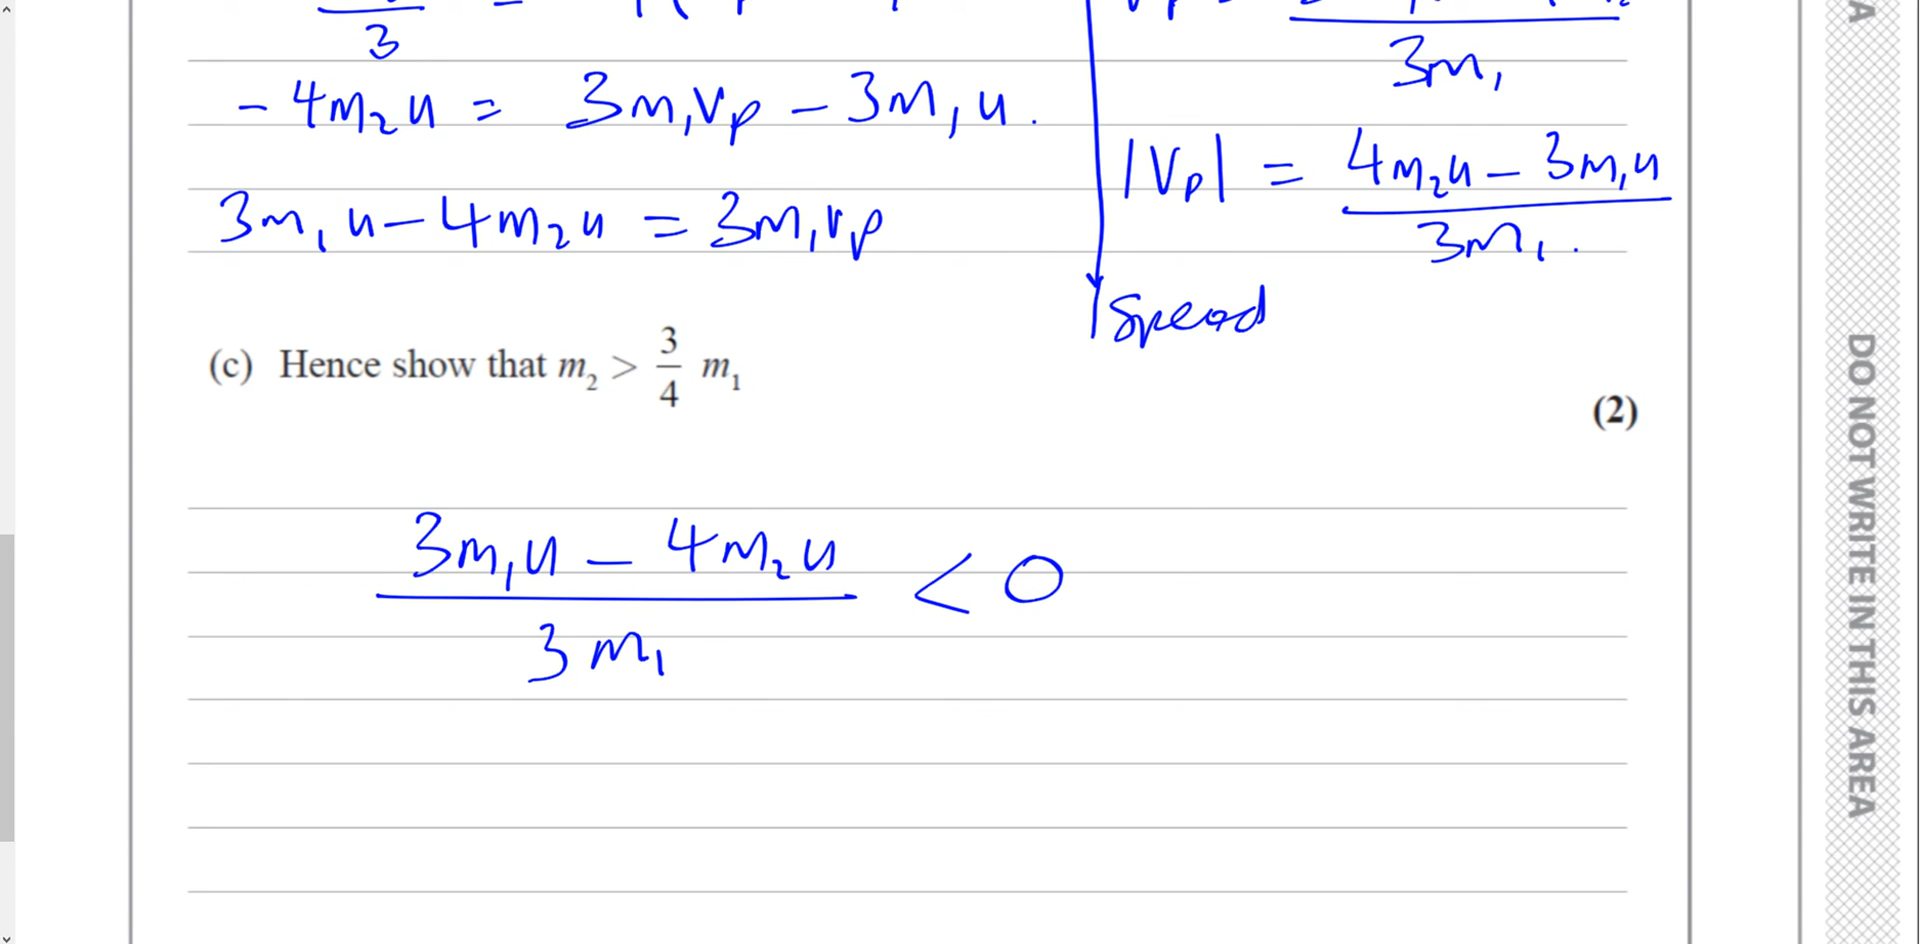 3
- 4m₂u = 3m₁vₚ - 3m₁u.
3m₁u - 4m₂u = 3m₁vₚ
3m₁
|Vₚ| = 4m₂u - 3m₁u / 3m₁.
Speed
(c) Hence show that m₂ > 3/4 m₁
(2)
3m₁u - 4m₂u / 3m₁ < 0
DO NOT WRITE IN THIS AREA
A